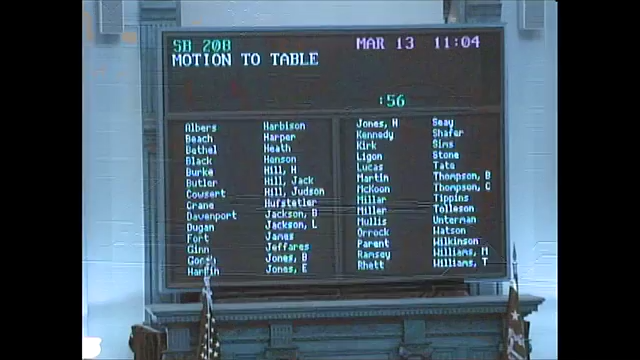 SB 208 MAR 13 11:04
MOTION TO TABLE
:56
Albers
Beach
Bethel
Black
Burke
Butler
Cowsert
Crane
Davenport
Dugan
Fort
Ginn
Gooch
Harbin
Harbison
Harper
Heath
Henson
Hill, H
Hill, Jack
Hill, Judson
Hufstetler
Jackson, B
Jackson, L
James
Jeffares
Jones, B
Jones, E
Jones, H
Kennedy
Kirk
Ligon
Lucas
Martin
McKoon
Millar
Miller
Mullis
Orrock
Parent
Ramsey
Rhett
Seay
Shafer
Sims
Stone
Tate
Thompson, B
Thompson, C
Tippins
Tolleson
Unterman
Watson
Wilkinson
Williams, M
Williams, T